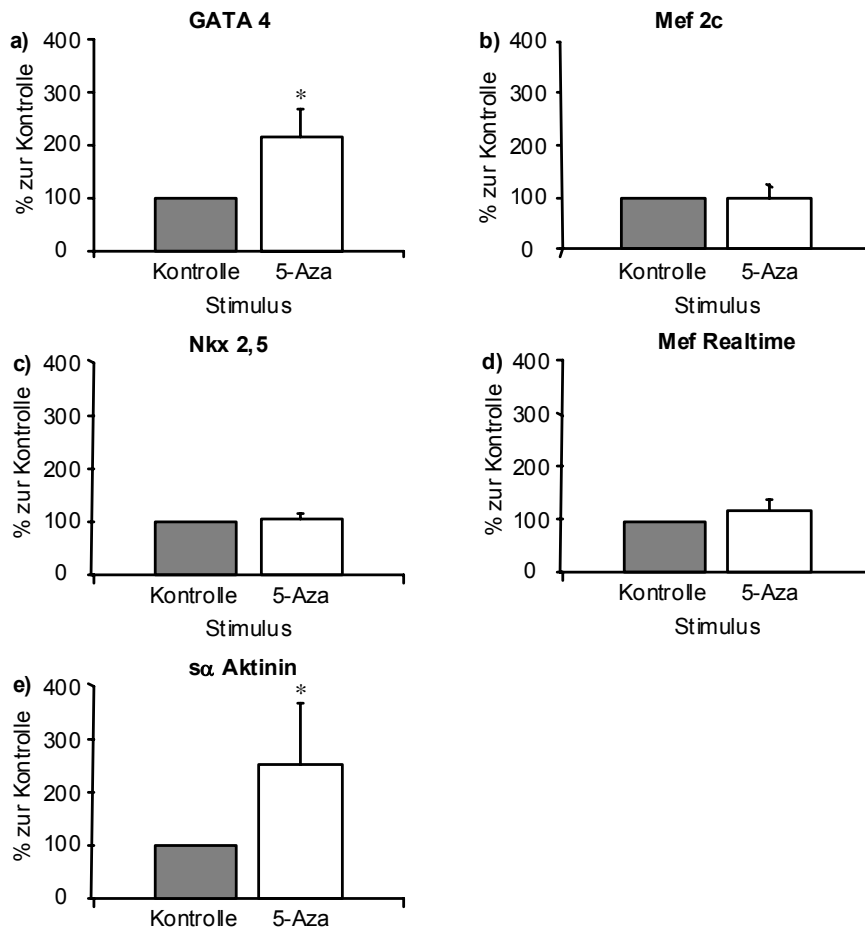 GATA 4
a)
% zur Kontrolle
400
300
200
100
0
*
Kontrolle 5-Aza
Stimulus
Mef 2c
b)
% zur Kontrolle
400
300
200
100
0
Kontrolle 5-Aza
Stimulus
Nkx 2,5
c)
% zur Kontrolle
400
300
200
100
0
Kontrolle 5-Aza
Stimulus
Mef Realtime
d)
% zur Kontrolle
400
300
200
100
0
Kontrolle 5-Aza
Stimulus
sα Aktinin
e)
% zur Kontrolle
400
300
200
100
0
*
Kontrolle 5-Aza